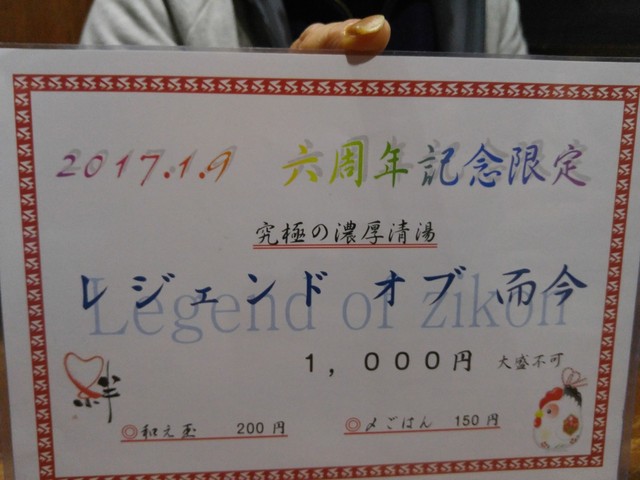 2017.1.9 六周年記念限定
究極の濃厚清湯
レジェンド オブ 而今
Legend of zikon
1，000円 大盛不可
絆
◎和え玉 200円 ◎〆ごはん 150円